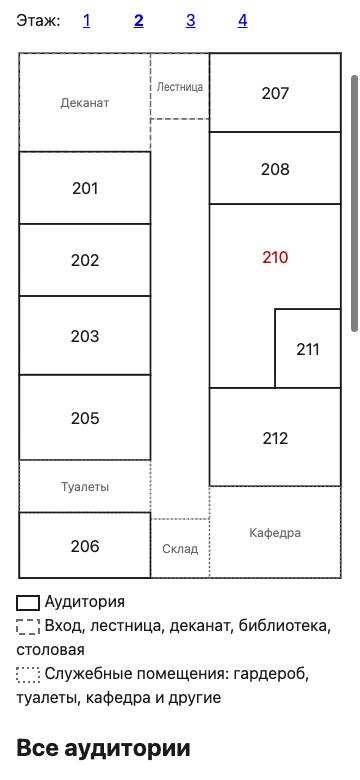 Этаж: 1 2 3 4
Деканат
Лестница
207
208
201
202
210
203
211
205
212
Туалеты
206
Склад
Кафедра
Аудитория
Вход, лестница, деканат, библиотека,
столовая
Служебные помещения: гардероб,
туалеты, кафедра и другие
Все аудитории